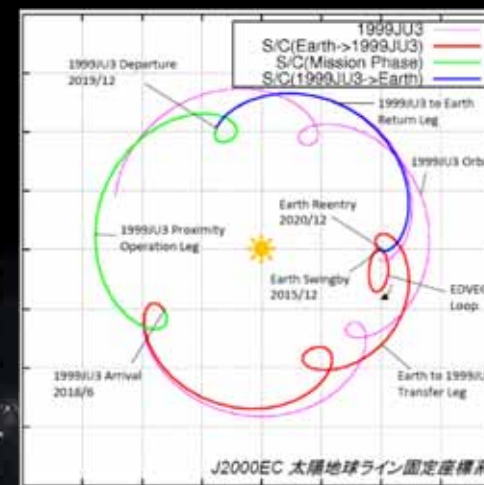 1999JU3
S/C(Earth->1999JU3)
S/C(Mission Phase)
S/C(1999JU3->Earth)
1999JU3 Departure
2019/12
1999JU3 to Earth
Return Leg
1999JU3 Orb
Earth Reentry
2020/12
1999JU3 Proximity
Operation Leg
Earth Swingby
2015/12
EDVEG
Loop
1999JU3 Arrival
2018/6
Earth to 1999JU
Transfer Leg
J2000EC 太陽地球ライン固定座標系